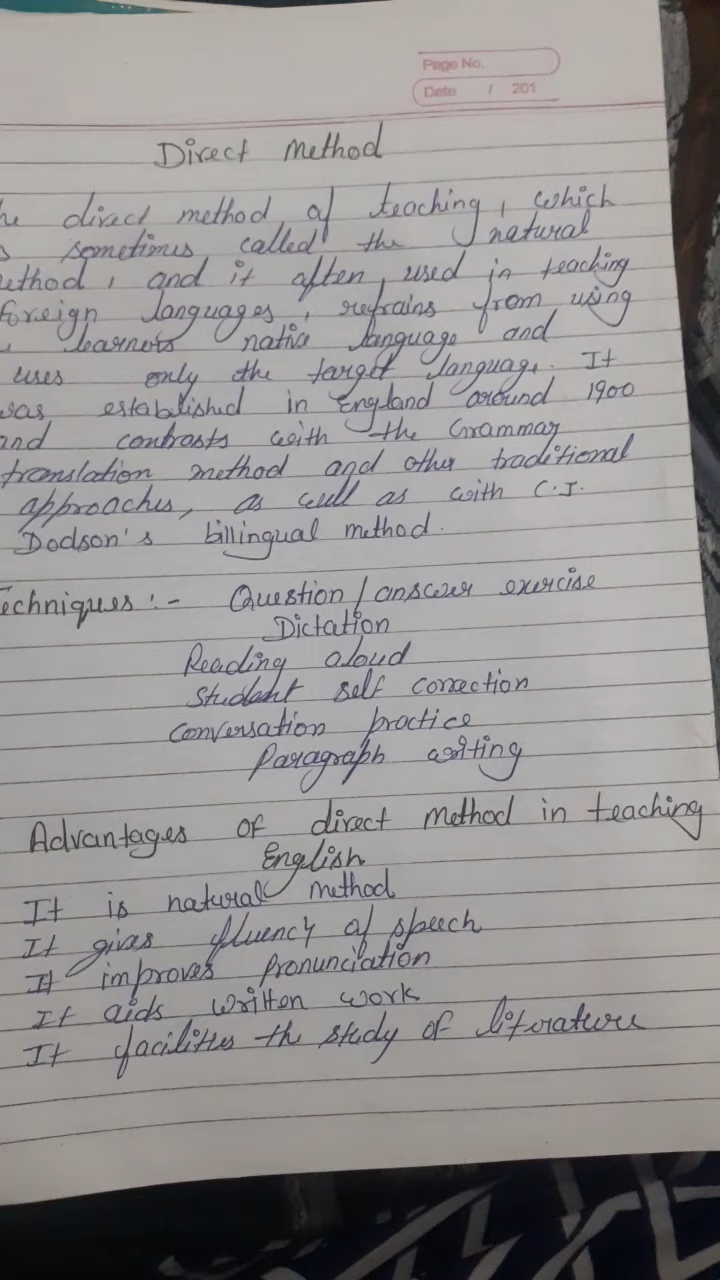 Page No.
Date / 201
Direct Method
he direct method of teaching, which
s sometimes called the natural
ethod, and it often used in teaching
foreign languages, refrains from using
learners native language and
uses only the target language. It
was established in England around 1900
and contrasts with the Grammar
translation method and other traditional
approaches, as well as with C.J.
Dodson's billingual method.
echniques :- Question / answer exercise
Dictation
Reading aloud
Student self correction
Conversation practice
Paragraph writing
Advantages of direct method in teaching
English
It is natural method
It gives fluency of speech
It improves pronunciation
It aids written work
It facilities the study of literature